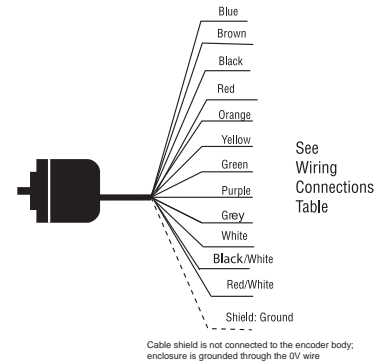 Blue
Brown
Black
Red
Orange
Yellow
Green
Purple
Grey
White
Black/White
Red/White
Shield: Ground
See
Wiring
Connections
Table
Cable shield is not connected to the encoder body;
enclosure is grounded through the 0V wire